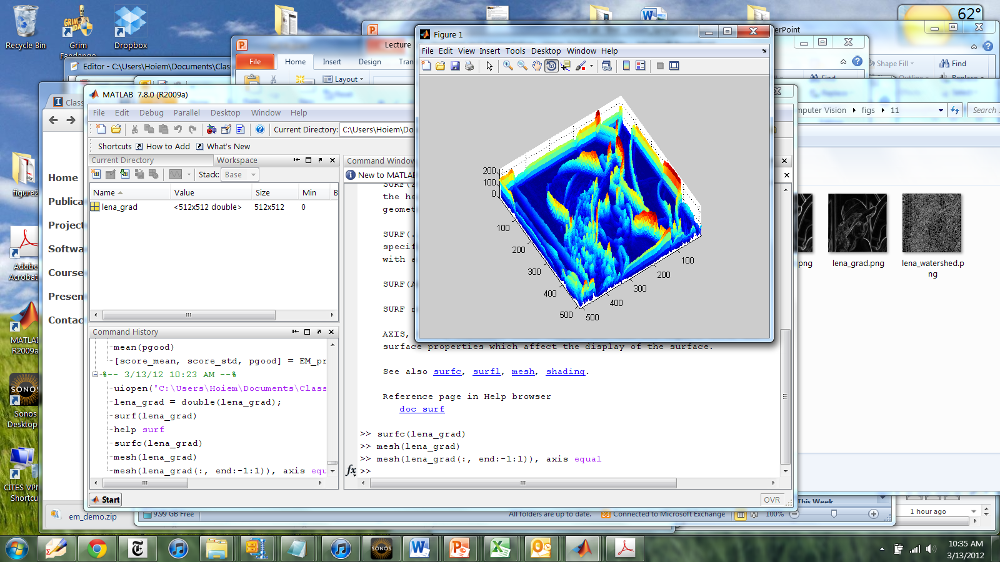 Recycle Bin
Grim
Fandango
Dropbox
62°
Figure 1
File Edit View Insert Tools Desktop Window Help
erPoint
Lecture
File Home Insert Design Tran
Layout
Shape Fill
Find
Replace
Editor - C:\Users\Hoiem\Documents\Clas
Class
MATLAB 7.8.0 (R2009a)
File Edit Debug Parallel Desktop Window Help
Current Directory: C:\Users\Hoiem\Do
Shortcuts How to Add What's New
Current Directory Workspace
Stack: Base
Name Value Size Min B
lena_grad <512x512 double> 512x512 0
Home
Publica
Project
Softwa
Course
Presen
Contac
figure2
Adobe
Acrobat
MATLAB
R2009a
SONOS
Sonos
Desktop
CITES VPN
Shortcu
Command History
mean(pgood)
[score_mean, score_std, pgood] = EM_pr
%-- 3/13/12 10:23 AM --%
uiopen('C:\Users\Hoiem\Documents\Class
lena_grad = double(lena_grad);
surf(lena_grad)
help surf
surfc(lena_grad)
mesh(lena_grad)
mesh(lena_grad(:, end:-1:1)), axis equ
Start
Command Window
New to MATLAB
SURF(Z
the he
geomet
SURF(.
specif
with a
SURF(A
SURF r
AXIS,
surface properties which affect the display of the surface.
See also surfc, surfl, mesh, shading.
Reference page in Help browser
doc surf
>> surfc(lena_grad)
>> mesh(lena_grad)
>> mesh(lena_grad(:, end:-1:1)), axis equal
fx >>
OVR
200
100
0
100
200
300
400
500
100
200
300
400
500
mputer Vision figs 11
Search
png
lena_grad.png
lena_watershed.p
ng
em_demo.zip
9.99 GB Free
All folders are up to date. Connected to Microsoft Exchange 100%
This Week
1 hour ago
SONOS
10:35 AM
3/13/2012